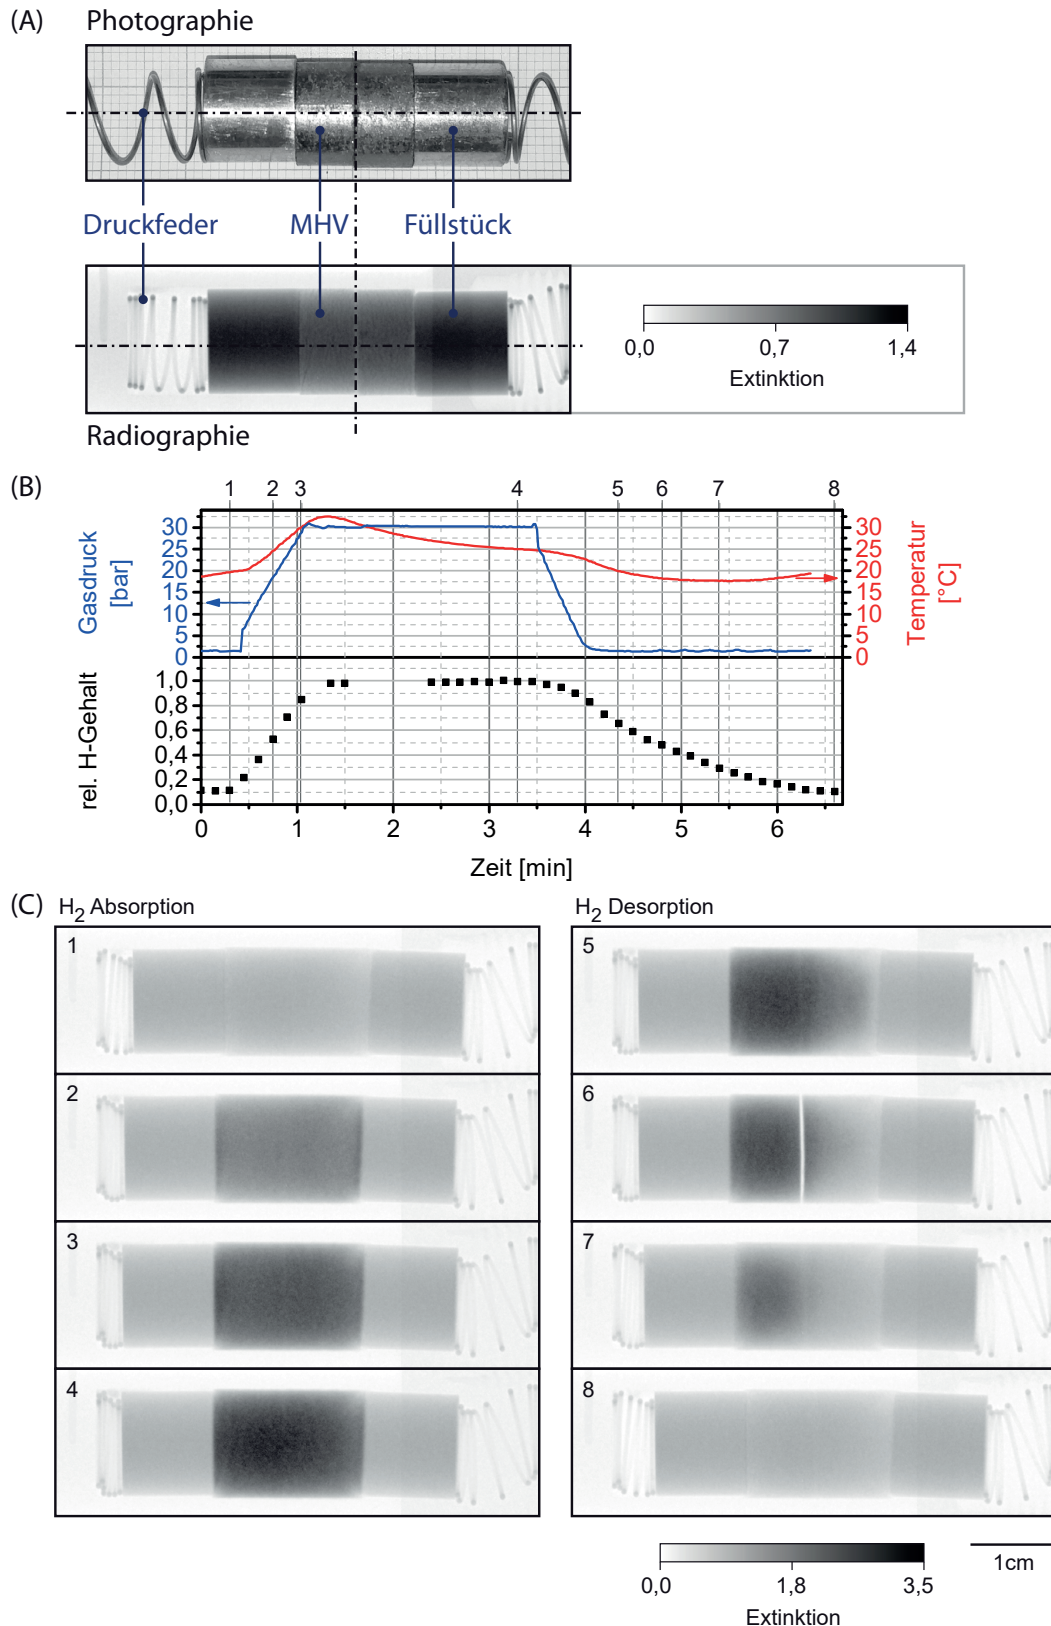 (A) Photographie
Druckfeder MHV Füllstück
0,0 0,7 1,4
Extinktion
Radiographie
(B)
1 2 3 4 5 6 7 8
Gasdruck
[bar]
30
25
20
15
10
5
0
30
25
20
15
10
5
0
Temperatur
[°C]
rel. H-Gehalt
1,0
0,8
0,6
0,4
0,2
0,0
0 1 2 3 4 5 6
Zeit [min]
(C) H2 Absorption H2 Desorption
1 5
2 6
3 7
4 8
0,0 1,8 3,5
Extinktion
1cm